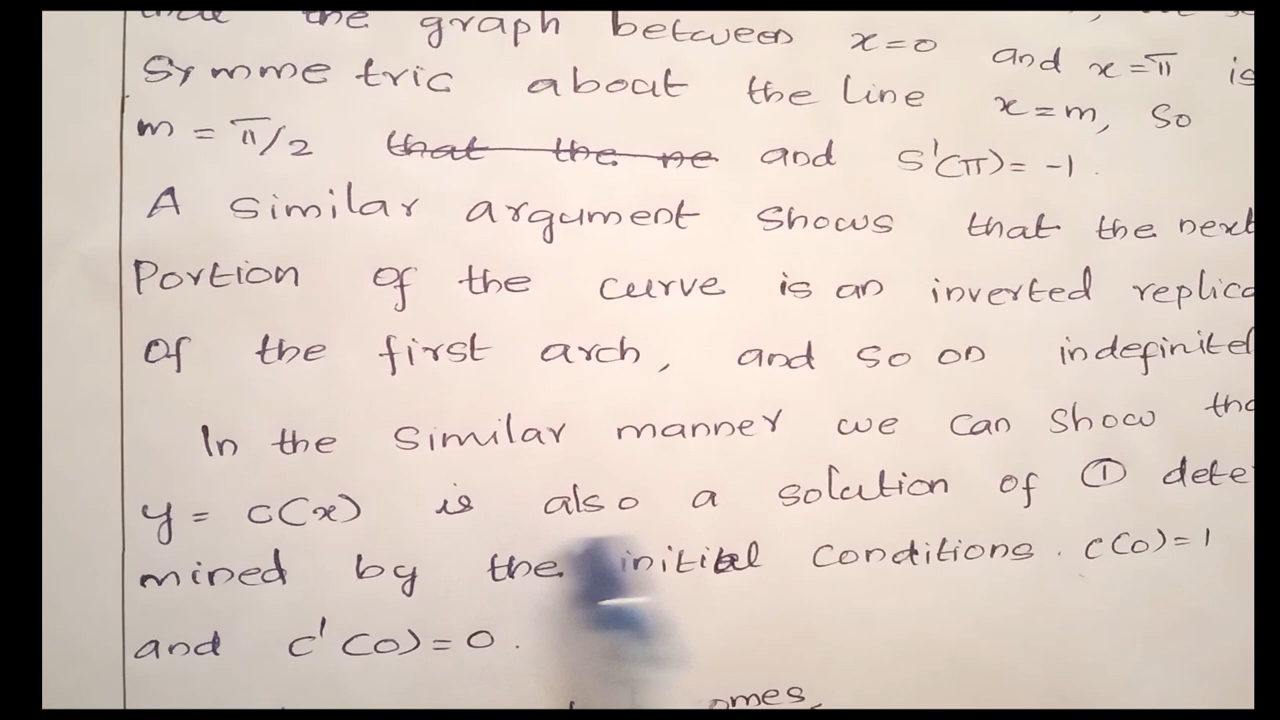 the graph between x=0 and x=π is
Symmetric about the line x=m, so
m = π/2 that the ne and S'(π)= -1.
A similar argument shows that the next
Portion of the curve is an inverted replica
of the first arch, and so on indefinitel
In the similar manner we can show tha
y = c(x) is also a solution of ① dete
mined by the initial conditions. c(0)=1
and c'(0)=0.
omes,